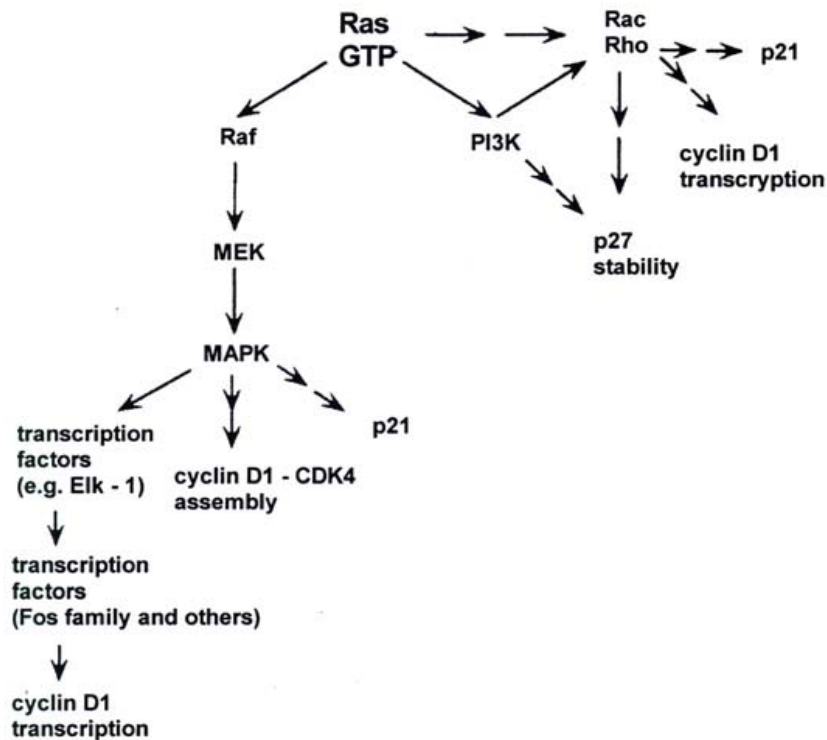 Ras
GTP
Rac
Rho
p21
Raf
PI3K
cyclin D1
transcryption
MEK
p27
stability
MAPK
p21
transcription
factors
(e.g. Elk - 1)
cyclin D1 - CDK4
assembly
transcription
factors
(Fos family and others)
cyclin D1
transcription